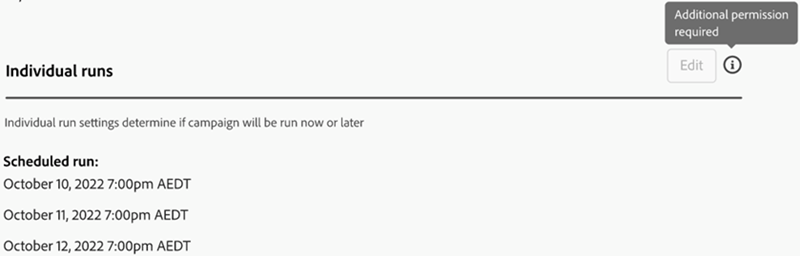 Additional permission
required
Individual runs
Edit
Individual run settings determine if campaign will be run now or later
Scheduled run:
October 10, 2022 7:00pm AEDT
October 11, 2022 7:00pm AEDT
October 12, 2022 7:00pm AEDT